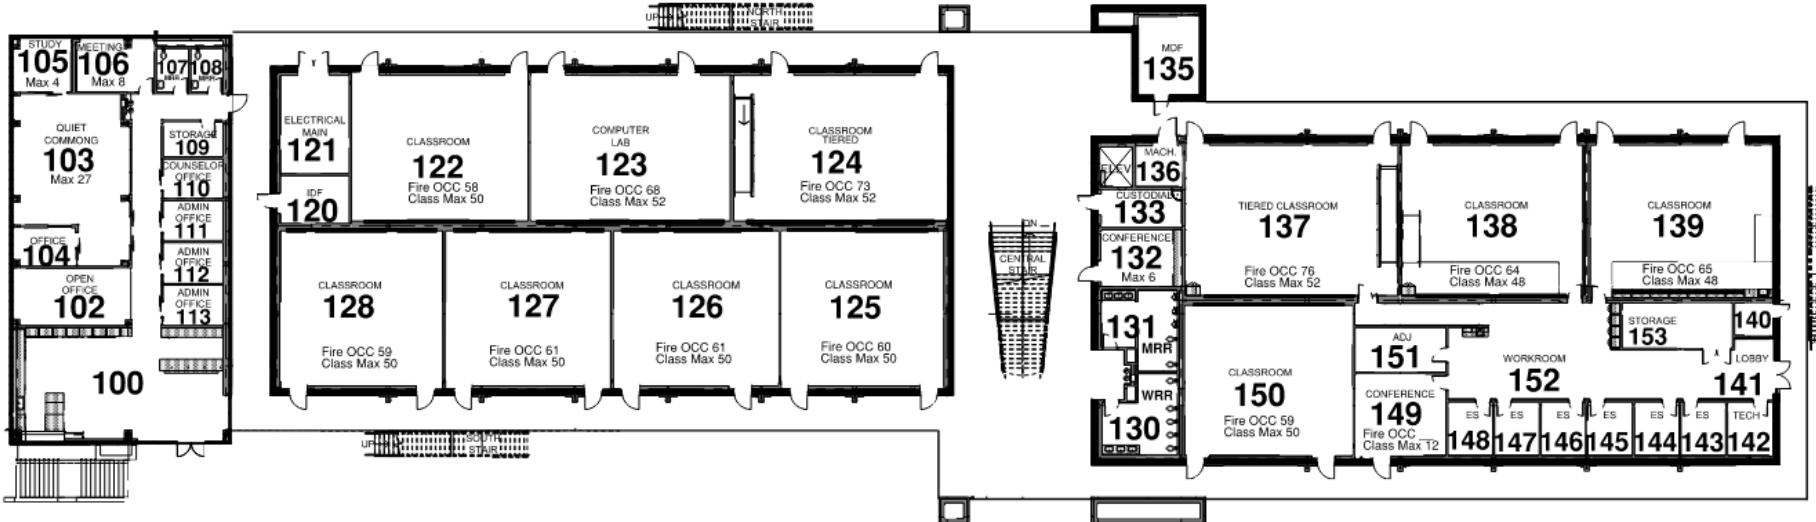 STUDY
105
Max 4
MEETING
106
Max 8
107
MRR
108
MRR
QUIET
COMMONG
103
Max 27
STORAGE
109
COUNSELOR
OFFICE
110
ADMIN
OFFICE
111
OFFICE
104
ADMIN
OFFICE
112
OPEN
OFFICE
102
ADMIN
OFFICE
113
100
UP
NORTH
STAIR
ELECTRICAL
MAIN
121
IDF
120
CLASSROOM
122
Fire OCC 58
Class Max 50
COMPUTER
LAB
123
Fire OCC 68
Class Max 52
CLASSROOM
TIERED
124
Fire OCC 73
Class Max 52
CLASSROOM
128
Fire OCC 59
Class Max 50
CLASSROOM
127
Fire OCC 61
Class Max 50
CLASSROOM
126
Fire OCC 61
Class Max 50
CLASSROOM
125
Fire OCC 60
Class Max 50
UP
SOUTH
STAIR
DN
CENTRAL
STAIR
MDF
135
ELEV
MACH.
136
CUSTODIAL
133
CONFERENCE
132
Max 6
131
MRR
WRR
130
TIERED CLASSROOM
137
Fire OCC 76
Class Max 52
CLASSROOM
138
Fire OCC 64
Class Max 48
CLASSROOM
139
Fire OCC 65
Class Max 48
CLASSROOM
150
Fire OCC 59
Class Max 50
ADJ
151
CONFERENCE
149
Fire OCC
Class Max 12
WORKROOM
152
STORAGE
153
140
LOBBY
141
ES
148
ES
147
ES
146
ES
145
ES
144
ES
143
TECH
142